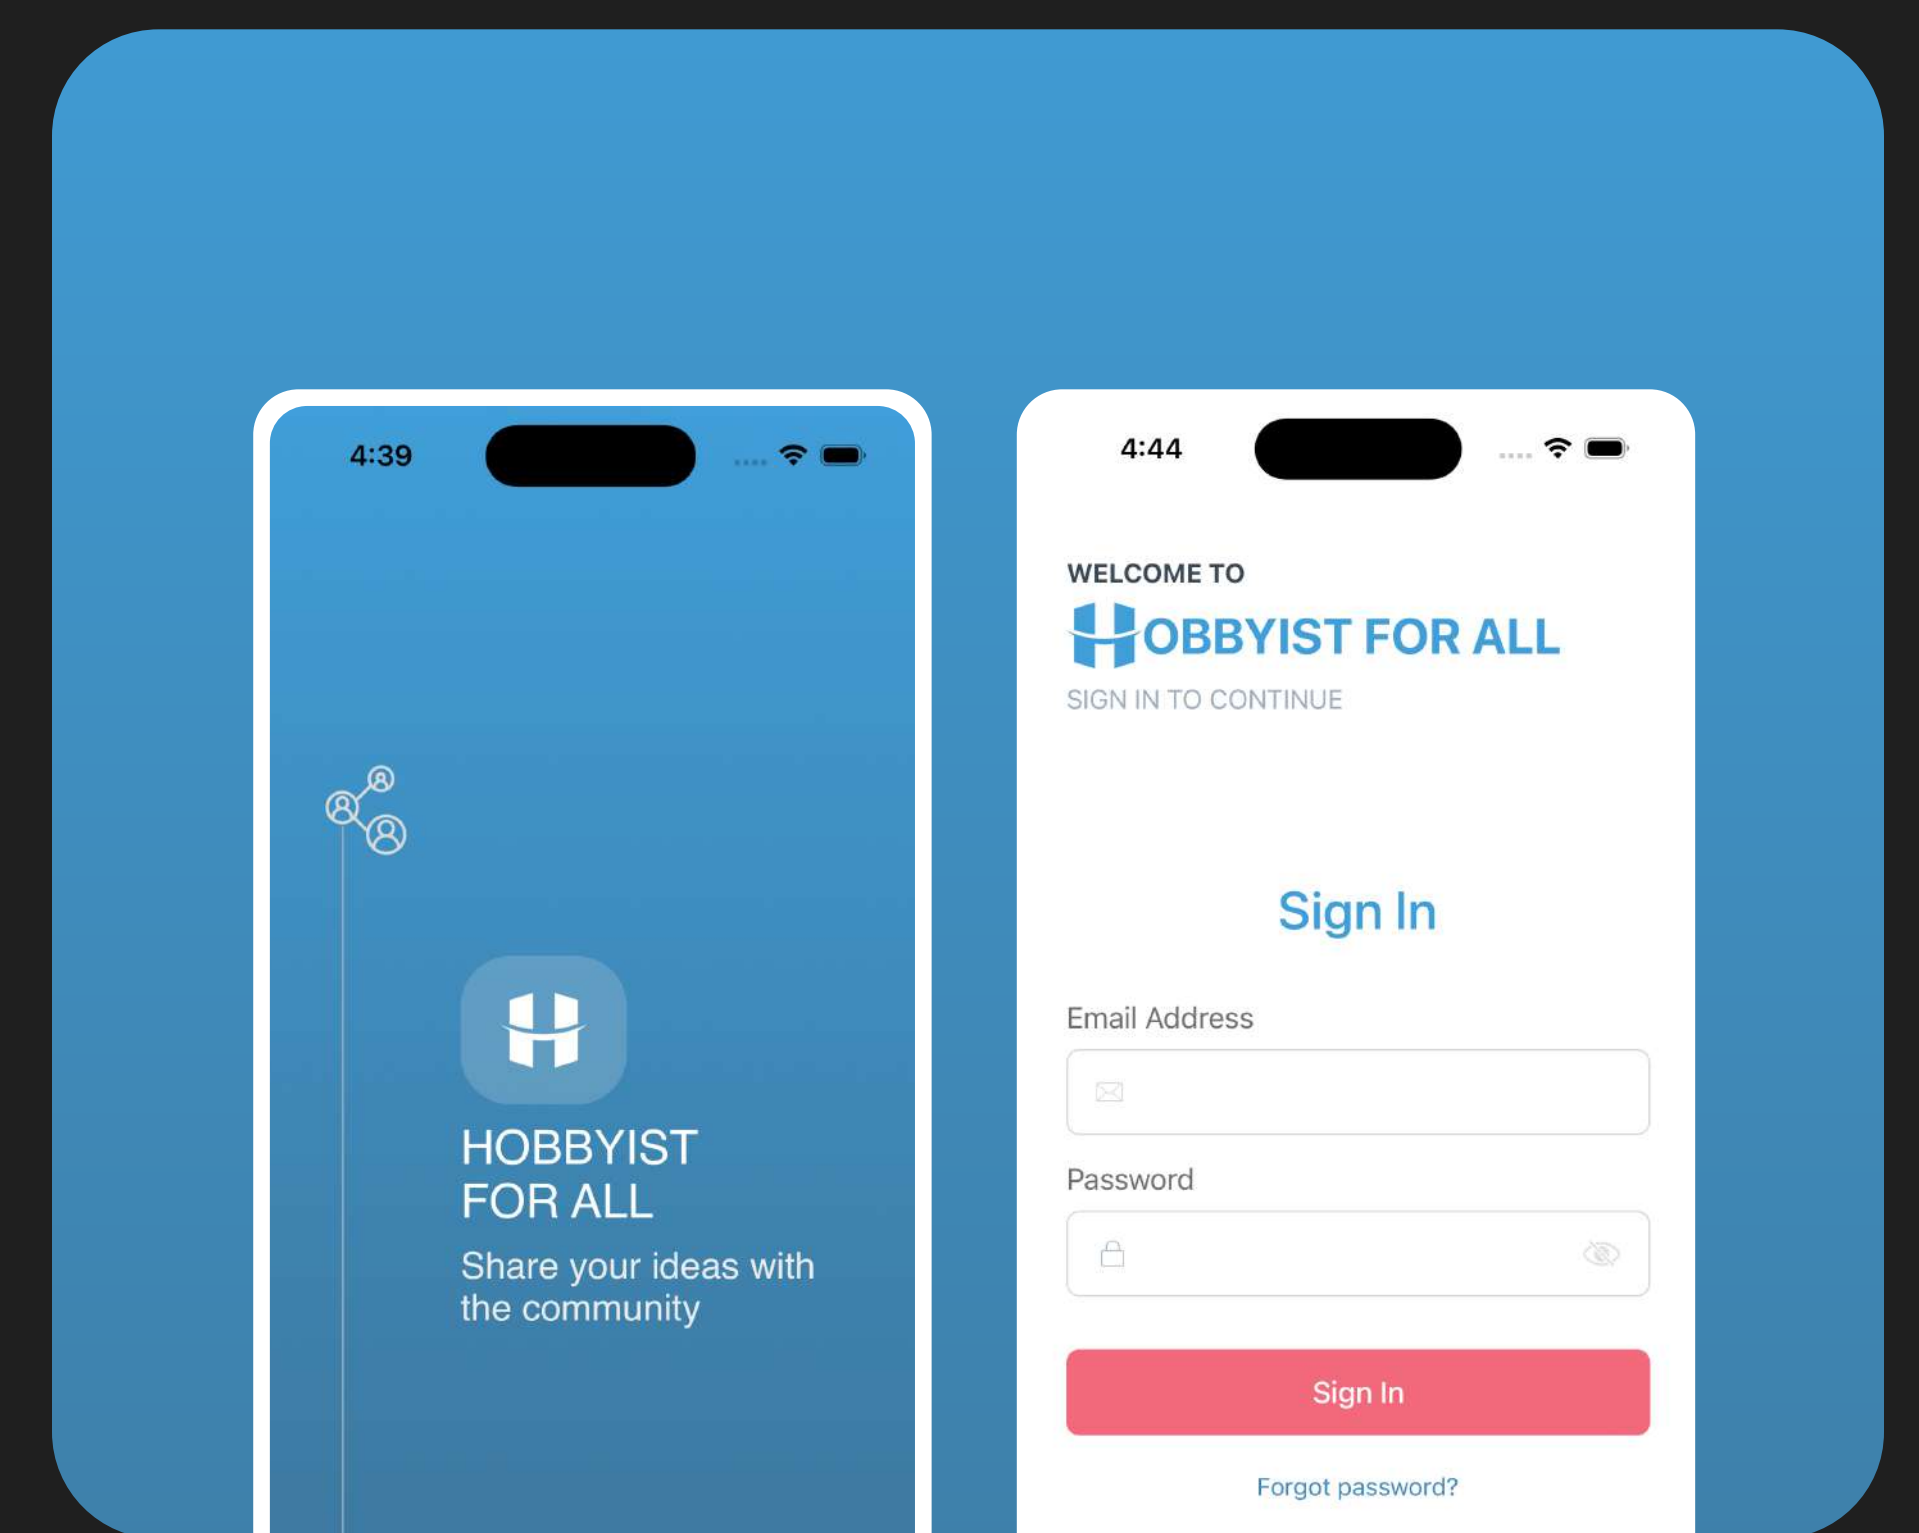 4:39
HOBBYIST
FOR ALL
Share your ideas with
the community
4:44
WELCOME TO
HOBBYIST FOR ALL
SIGN IN TO CONTINUE
Sign In
Email Address
Password
Sign In
Forgot password?